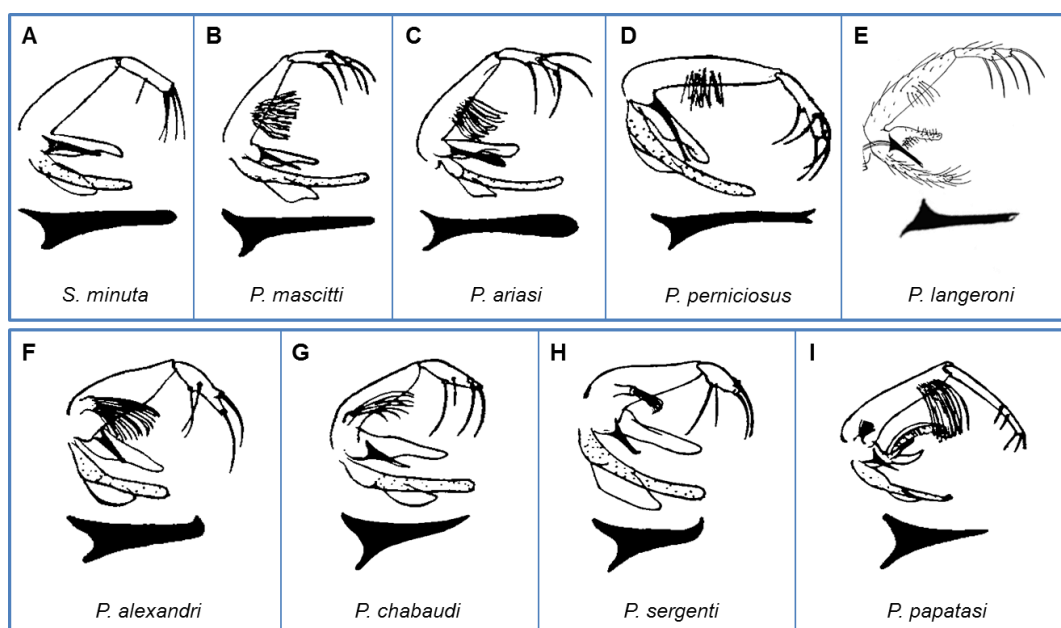 A
B
C
D
E
S. minuta
P. mascitti
P. ariasi
P. perniciosus
P. langeroni
F
G
H
I
P. alexandri
P. chabaudi
P. sergenti
P. papatasi